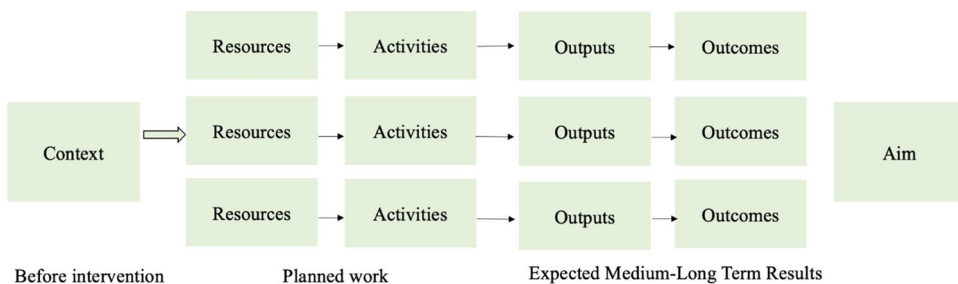 Resources Activities Outputs Outcomes
Context Resources Activities Outputs Outcomes Aim
Resources Activities Outputs Outcomes
Before intervention Planned work Expected Medium-Long Term Results